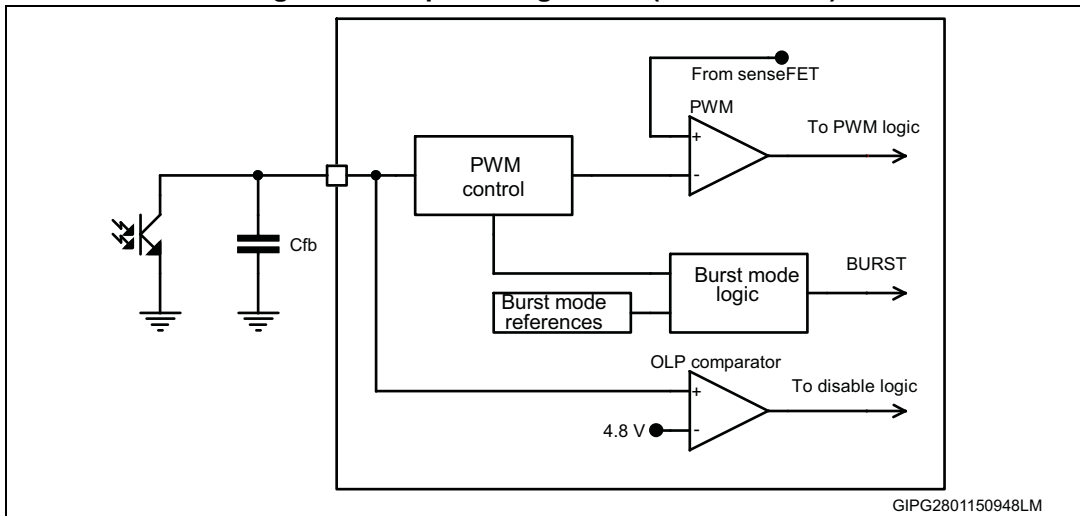 From senseFET
PWM
+
-
To PWM logic
PWM
control
Cfb
Burst mode
logic
BURST
Burst mode
references
OLP comparator
+
-
4.8 V
To disable logic
GIPG2801150948LM